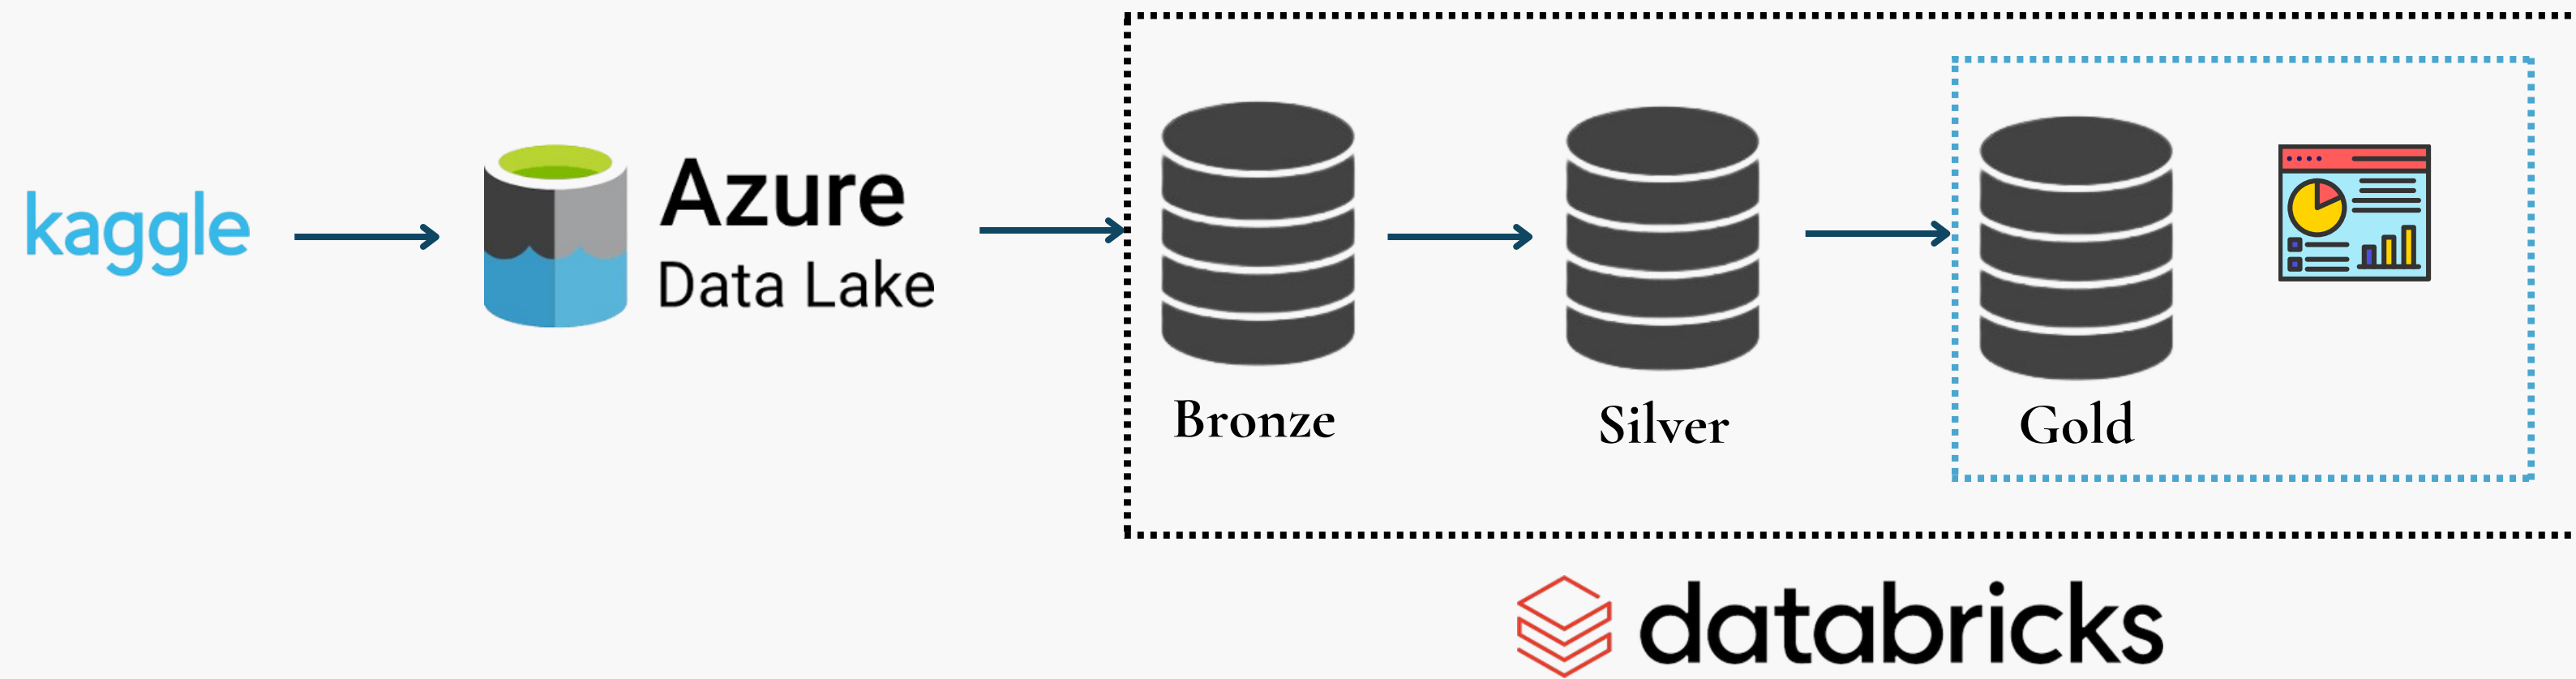 kaggle
Azure
Data Lake
Bronze
Silver
Gold
databricks